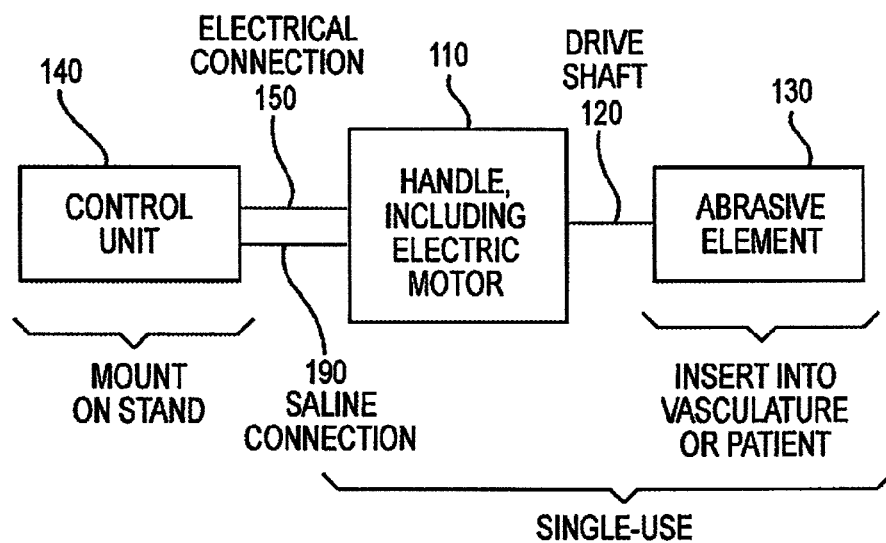 ELECTRICAL
CONNECTION
150
140
110
DRIVE
SHAFT
120
130
CONTROL
UNIT
HANDLE,
INCLUDING
ELECTRIC
MOTOR
ABRASIVE
ELEMENT
MOUNT
ON STAND
190
SALINE
CONNECTION
INSERT INTO
VASCULATURE
OR PATIENT
SINGLE-USE